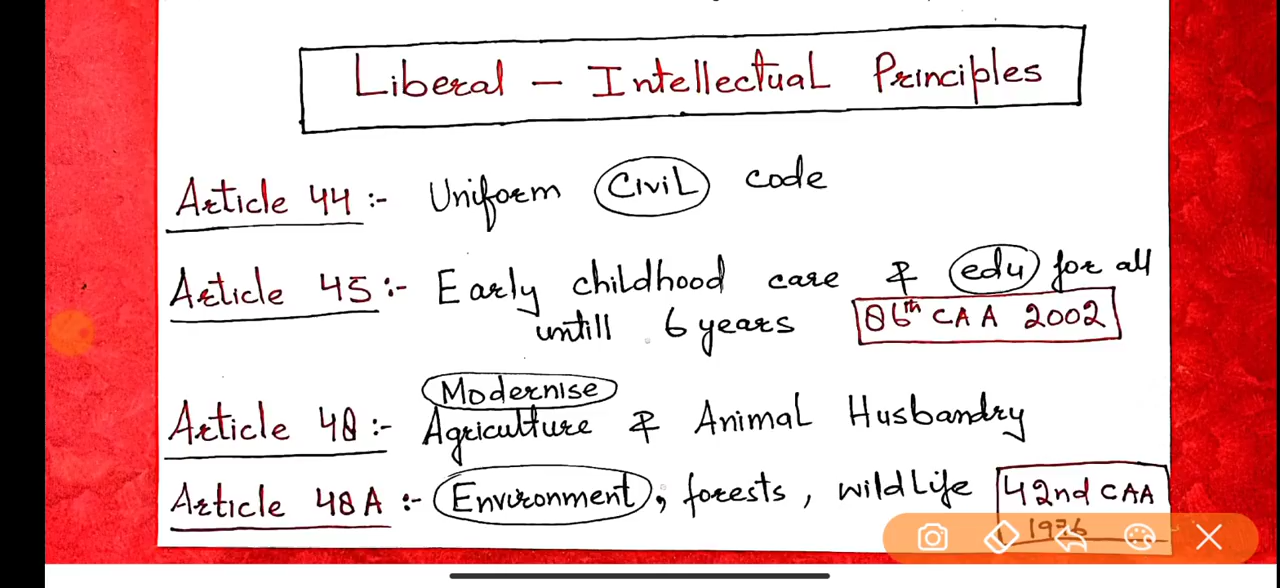 Liberal - Intellectual Principles
Article 44 :- Uniform Civil code
Article 45 :- Early childhood care & edu for all
untill 6 years 86th CAA 2002
Modernise
Article 48 :- Agriculture & Animal Husbandry
Article 48A :- Environment, forests, wildlife 42nd CAA
1976